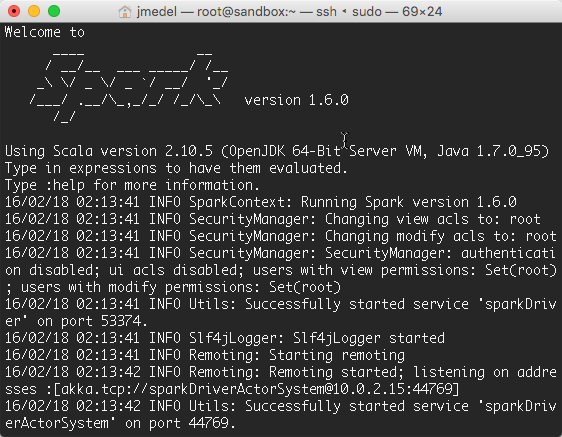 jmedel — root@sandbox:~ — ssh ◂ sudo — 69×24
Welcome to
      ____              __
     / __/__  ___ _____/ /__
    _\ \/ _ \/ _ `/ __/  '_/
   /___/ .__/\_,_/_/ /_/\_\   version 1.6.0
      /_/
Using Scala version 2.10.5 (OpenJDK 64-Bit Server VM, Java 1.7.0_95)
Type in expressions to have them evaluated.
Type :help for more information.
16/02/18 02:13:41 INFO SparkContext: Running Spark version 1.6.0
16/02/18 02:13:41 INFO SecurityManager: Changing view acls to: root
16/02/18 02:13:41 INFO SecurityManager: Changing modify acls to: root
16/02/18 02:13:41 INFO SecurityManager: SecurityManager: authenticati
on disabled; ui acls disabled; users with view permissions: Set(root)
; users with modify permissions: Set(root)
16/02/18 02:13:41 INFO Utils: Successfully started service 'sparkDriv
er' on port 53374.
16/02/18 02:13:41 INFO Slf4jLogger: Slf4jLogger started
16/02/18 02:13:41 INFO Remoting: Starting remoting
16/02/18 02:13:42 INFO Remoting: Remoting started; listening on addre
sses :[akka.tcp://sparkDriverActorSystem@10.0.2.15:44769]
16/02/18 02:13:42 INFO Utils: Successfully started service 'sparkDriv
erActorSystem' on port 44769.